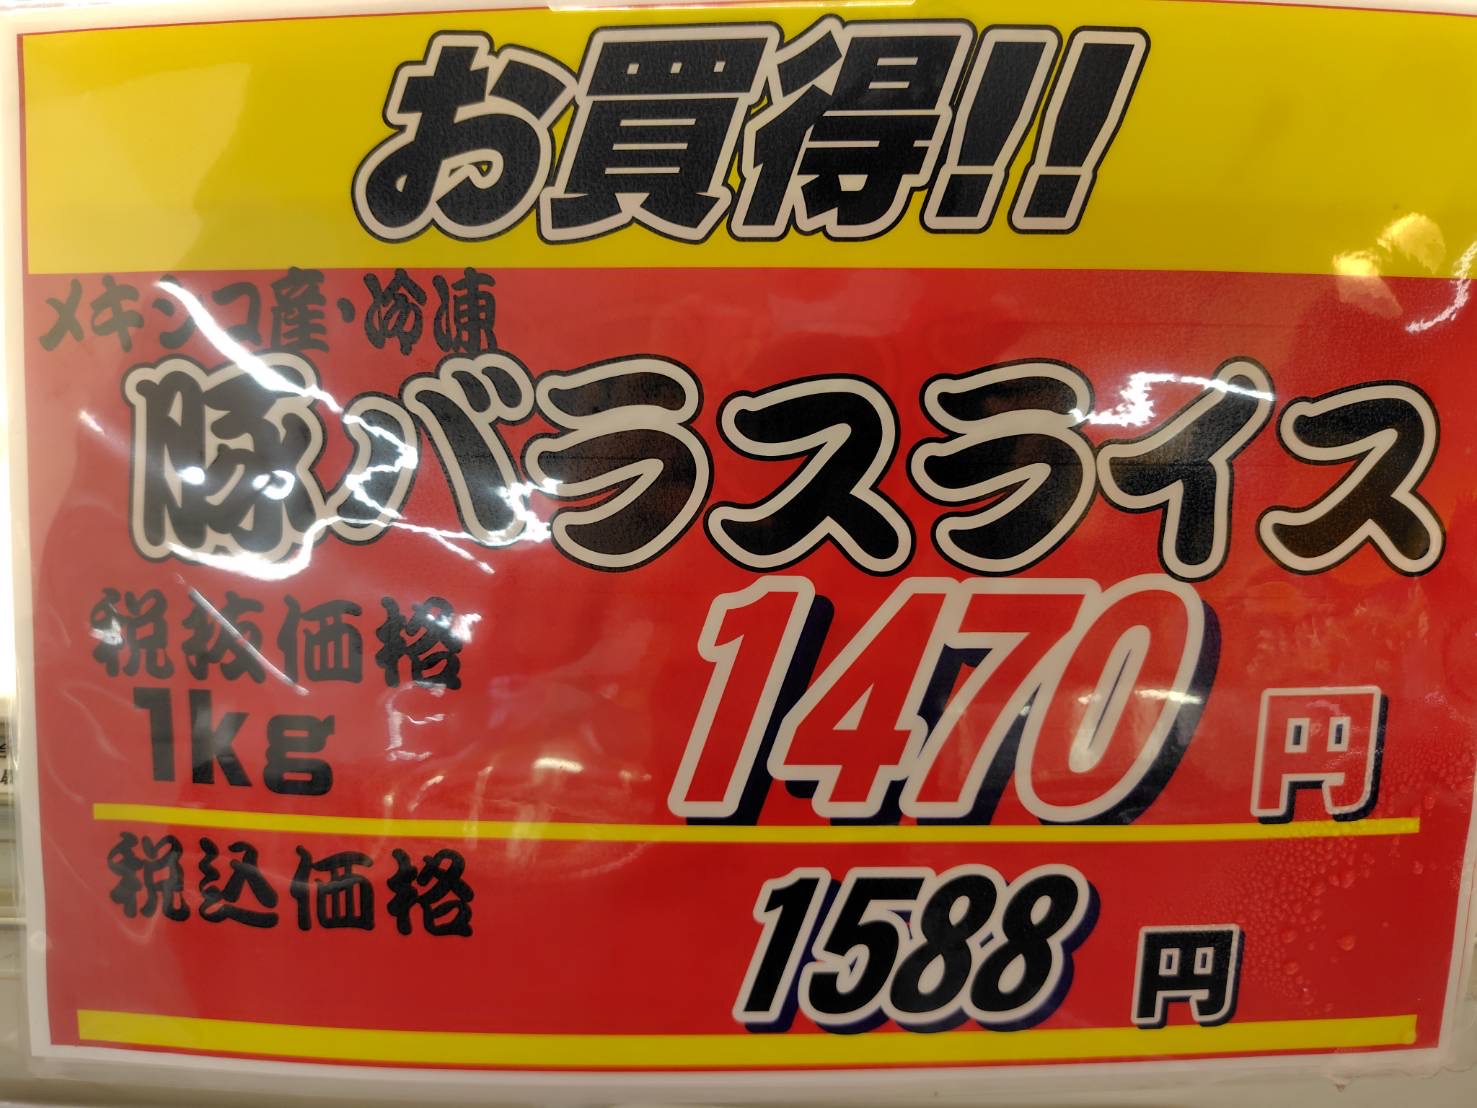 お買得!!
メキシコ産・冷凍
豚バラスライス
税抜価格
1kg
1470円
税込価格
1588円